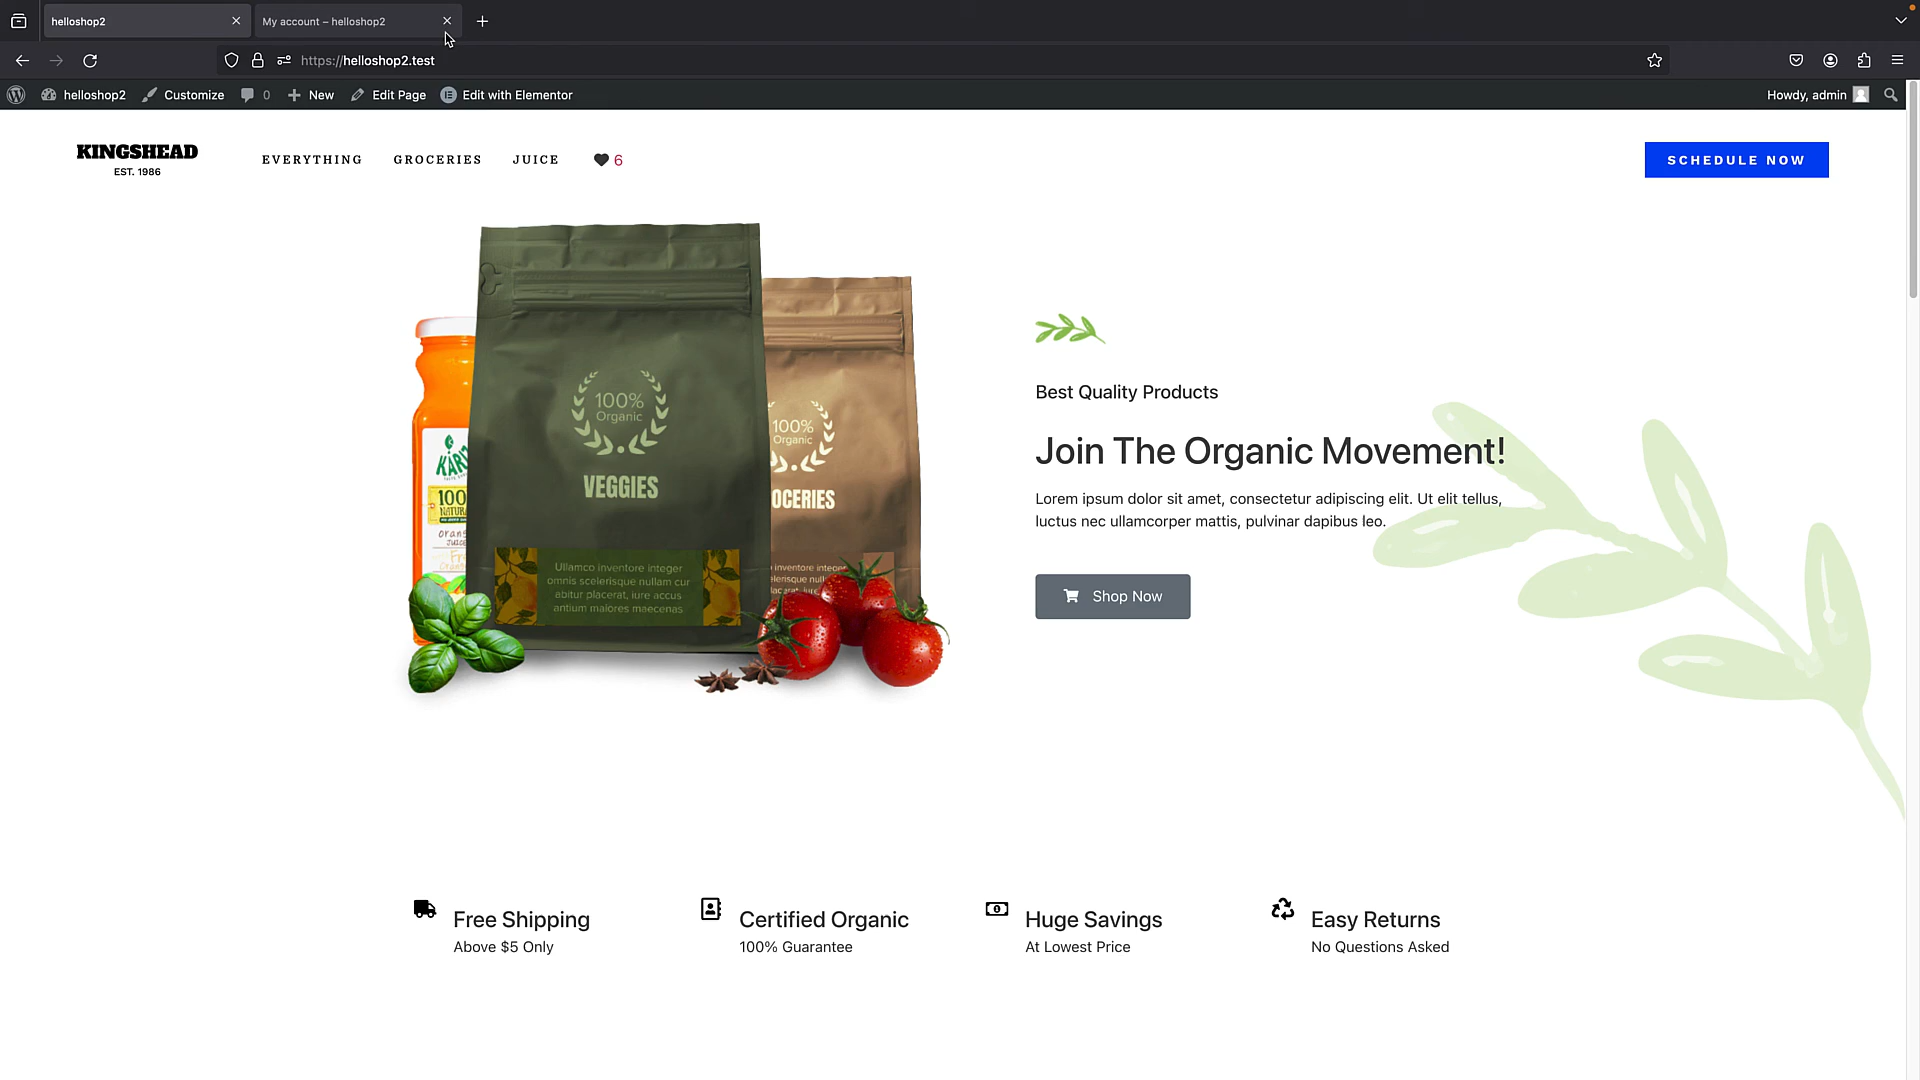 helloshop2
My account – helloshop2
https://helloshop2.test
helloshop2
Customize
0
New
Edit Page
Edit with Elementor
Howdy, admin
KINGSHEAD
EST. 1986
EVERYTHING
GROCERIES
JUICE
6
SCHEDULE NOW
100%
Organic
VEGGIES
Ullamco inventore integer
omnis scelerisque nullam cur
abitur placerat, iure accus
antium maiores maecenas
100%
Organic
OCERIES
100
Best Quality Products
Join The Organic Movement!
Lorem ipsum dolor sit amet, consectetur adipiscing elit. Ut elit tellus,
luctus nec ullamcorper mattis, pulvinar dapibus leo.
Shop Now
Free Shipping
Above $5 Only
Certified Organic
100% Guarantee
Huge Savings
At Lowest Price
Easy Returns
No Questions Asked